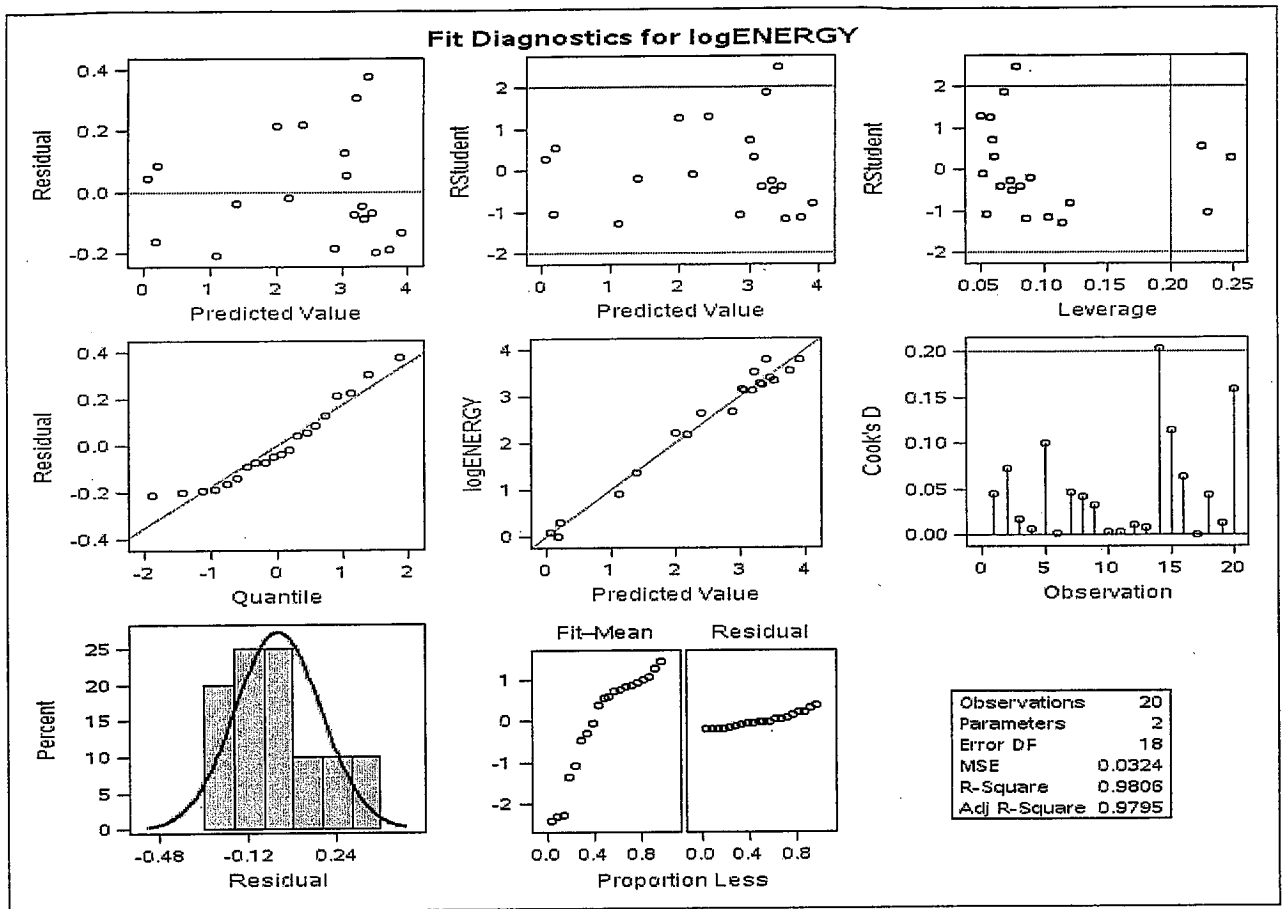 Fit Diagnostics for logENERGY
Residual
0.4
0.2
0.0
-0.2
0 1 2 3 4
Predicted Value
RStudent
2
1
0
-1
-2
0 1 2 3 4
Predicted Value
RStudent
2
1
0
-1
-2
0.05 0.10 0.15 0.20 0.25
Leverage
Residual
0.4
0.2
0.0
-0.2
-0.4
-2 -1 0 1 2
Quantile
logENERGY
4
3
2
1
0
0 1 2 3 4
Predicted Value
Cook's D
0.20
0.15
0.10
0.05
0.00
0 5 10 15 20
Observation
Percent
25
20
15
10
5
0
-0.48 -0.12 0.24
Residual
Fit–Mean Residual
1
0
-1
-2
0.0 0.4 0.8 0.0 0.4 0.8
Proportion Less
Observations 20
Parameters 2
Error DF 18
MSE 0.0324
R-Square 0.9806
Adj R-Square 0.9795